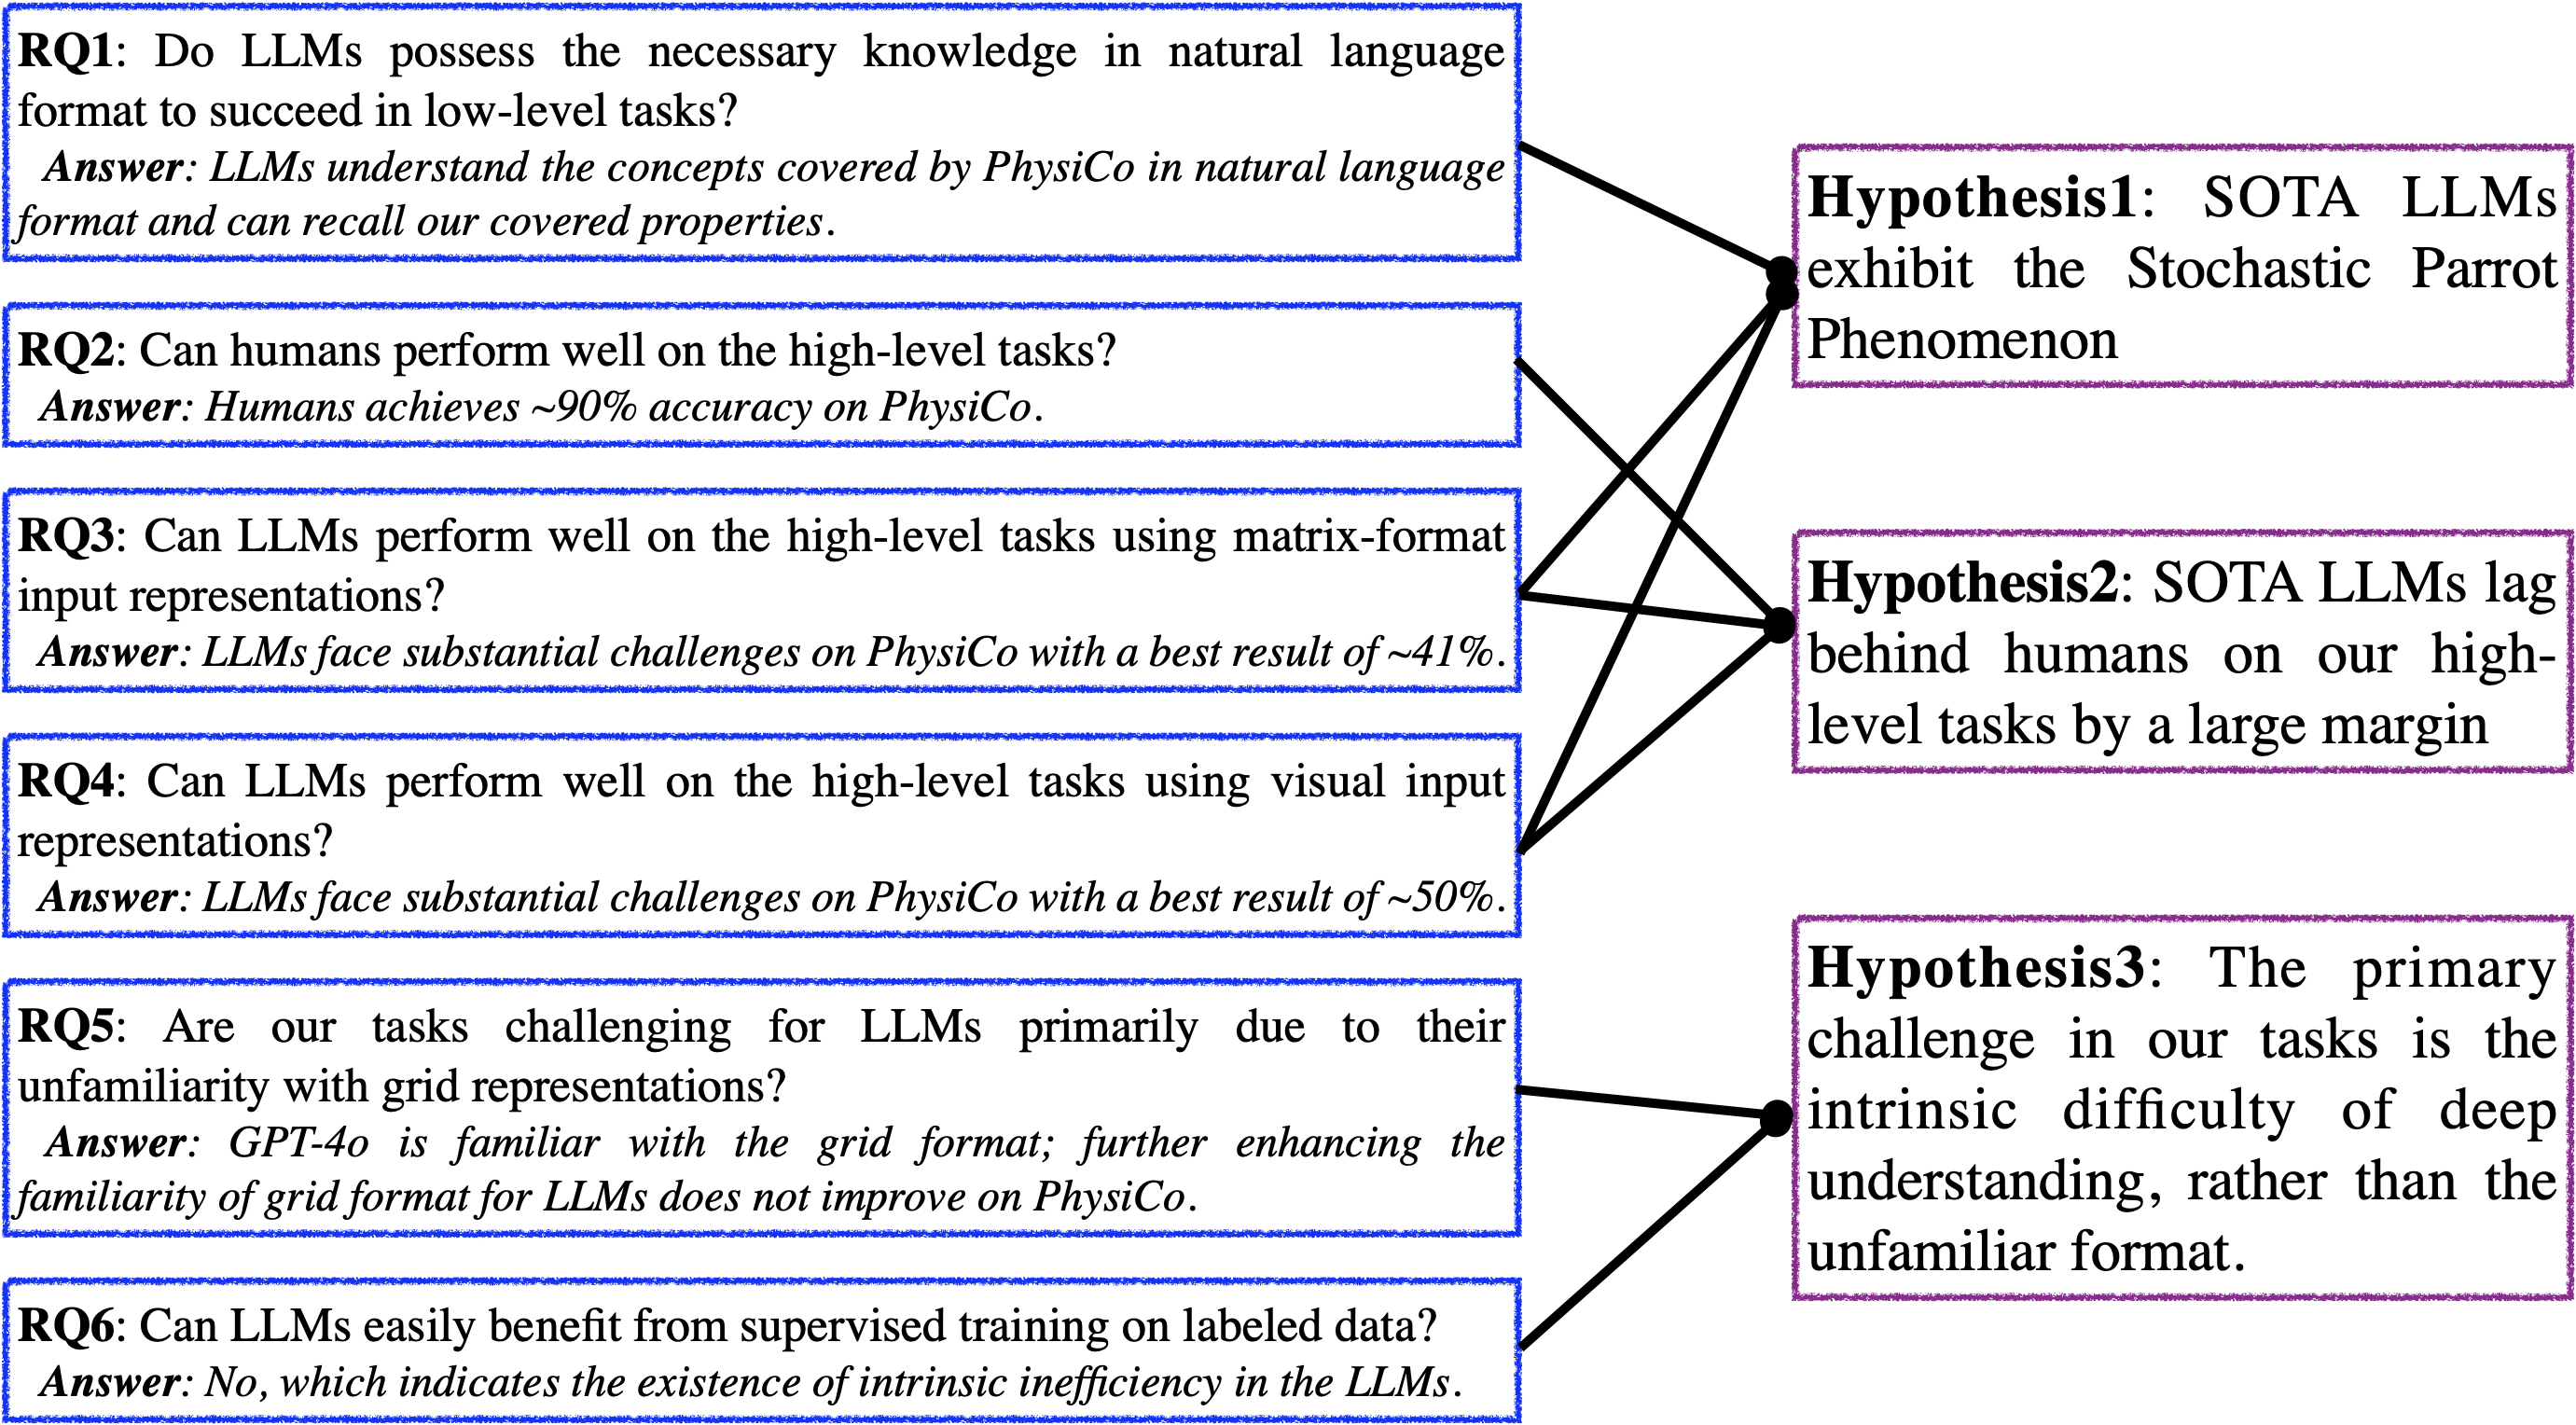 RQ1: Do LLMs possess the necessary knowledge in natural language
format to succeed in low-level tasks?
Answer: LLMs understand the concepts covered by PhysiCo in natural language
format and can recall our covered properties.
RQ2: Can humans perform well on the high-level tasks?
Answer: Humans achieves ~90% accuracy on PhysiCo.
RQ3: Can LLMs perform well on the high-level tasks using matrix-format
input representations?
Answer: LLMs face substantial challenges on PhysiCo with a best result of ~41%.
RQ4: Can LLMs perform well on the high-level tasks using visual input
representations?
Answer: LLMs face substantial challenges on PhysiCo with a best result of ~50%.
RQ5: Are our tasks challenging for LLMs primarily due to their
unfamiliarity with grid representations?
Answer: GPT-4o is familiar with the grid format; further enhancing the
familiarity of grid format for LLMs does not improve on PhysiCo.
RQ6: Can LLMs easily benefit from supervised training on labeled data?
Answer: No, which indicates the existence of intrinsic inefficiency in the LLMs.
Hypothesis1: SOTA LLMs
exhibit the Stochastic Parrot
Phenomenon
Hypothesis2: SOTA LLMs lag
behind humans on our high-
level tasks by a large margin
Hypothesis3: The primary
challenge in our tasks is the
intrinsic difficulty of deep
understanding, rather than the
unfamiliar format.